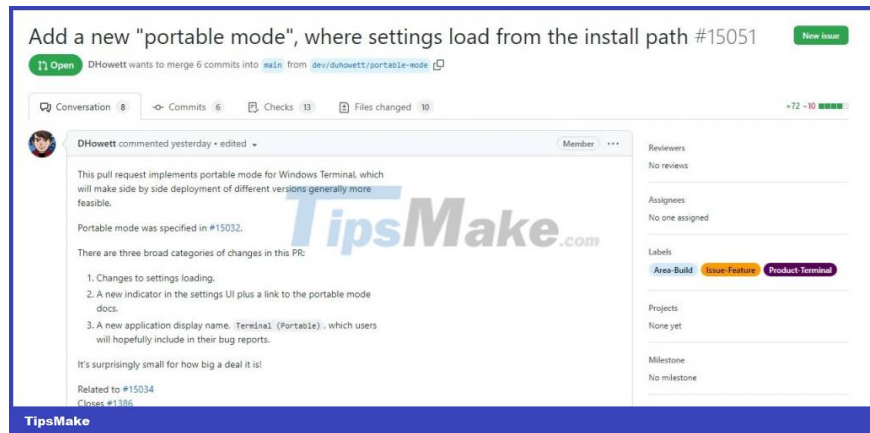 Add a new "portable mode", where settings load from the install path #15051
New issue
Open
DHowett wants to merge 6 commits into main from dev/duhowett/portable-mode
Conversation 8
Commits 6
Checks 13
Files changed 10
+72 −10
DHowett commented yesterday • edited
Member
This pull request implements portable mode for Windows Terminal, which
will make side by side deployment of different versions generally more
feasible.
Portable mode was specified in #15032.
There are three broad categories of changes in this PR:
1. Changes to settings loading.
2. A new indicator in the settings UI plus a link to the portable mode
docs.
3. A new application display name, Terminal (Portable), which users
will hopefully include in their bug reports.
It's surprisingly small for how big a deal it is!
Related to #15034
Closes #1386
Reviewers
No reviews
Assignees
No one assigned
Labels
Area-Build
Issue-Feature
Product-Terminal
Projects
None yet
Milestone
No milestone
TipsMake.com
TipsMake